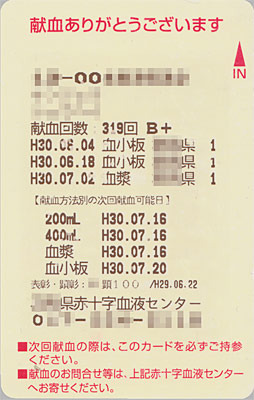 献血ありがとうございます
IN
-00
献血回数: 319回 B+
H30.06.04 血小板 県 1
H30.06.18 血小板 県 1
H30.07.02 血漿 県 1
【献血方法別の次回献血可能日】
200mL H30.07.16
400mL H30.07.16
血漿 H30.07.16
血小板 H30.07.20
表彰・顕彰: 顕100 /H29.06.22
県赤十字血液センター
■次回献血の際は、このカードを必ずご持参
ください。
■献血のお問合せ等は、上記赤十字血液センター
へお寄せください。